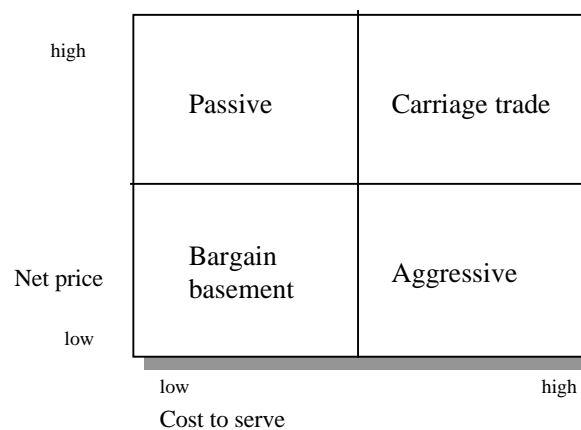 high
Passive
Carriage trade
Net price
Bargain
basement
Aggressive
low
low
high
Cost to serve